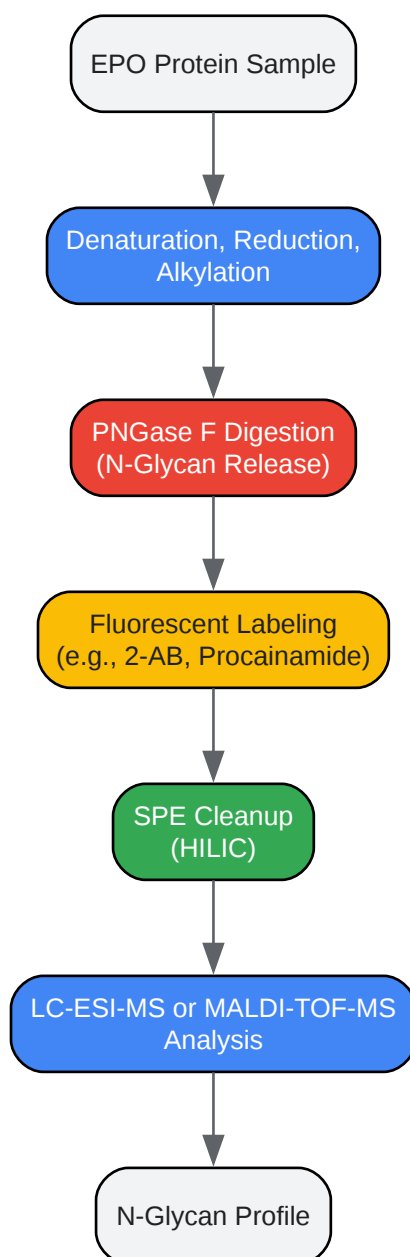 EPO Protein Sample
Denaturation, Reduction,
Alkylation
PNGase F Digestion
(N-Glycan Release)
Fluorescent Labeling
(e.g., 2-AB, Procainamide)
SPE Cleanup
(HILIC)
LC-ESI-MS or MALDI-TOF-MS
Analysis
N-Glycan Profile